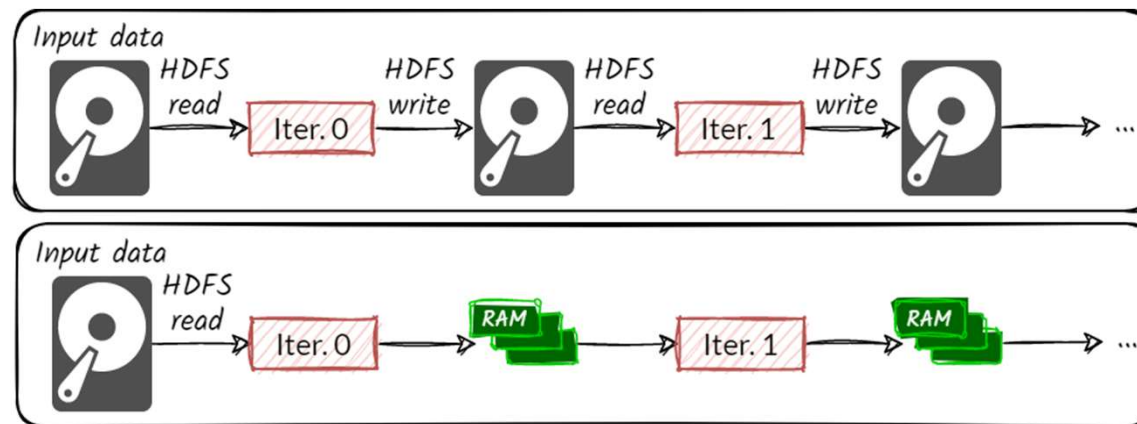 Input data
HDFS
read
Iter. 0
HDFS
write
HDFS
read
Iter. 1
HDFS
write
...
Input data
HDFS
read
Iter. 0
RAM
Iter. 1
RAM
...